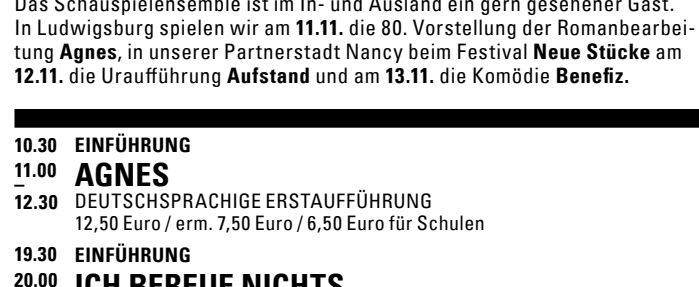 Das Schauspielensemble ist im In- und Ausland ein gern gesehener Gast.
In Ludwigsburg spielen wir am 11.11. die 80. Vorstellung der Romanbearbei-
tung Agnes, in unserer Partnerstadt Nancy beim Festival Neue Stücke am
12.11. die Uraufführung Aufstand und am 13.11. die Komödie Benefiz.
10.30 EINFÜHRUNG
11.00 AGNES
–
12.30 DEUTSCHSPRACHIGE ERSTAUFFÜHRUNG
12,50 Euro / erm. 7,50 Euro / 6,50 Euro für Schulen
19.30 EINFÜHRUNG
20.00 ICH BEREUE NICHTS